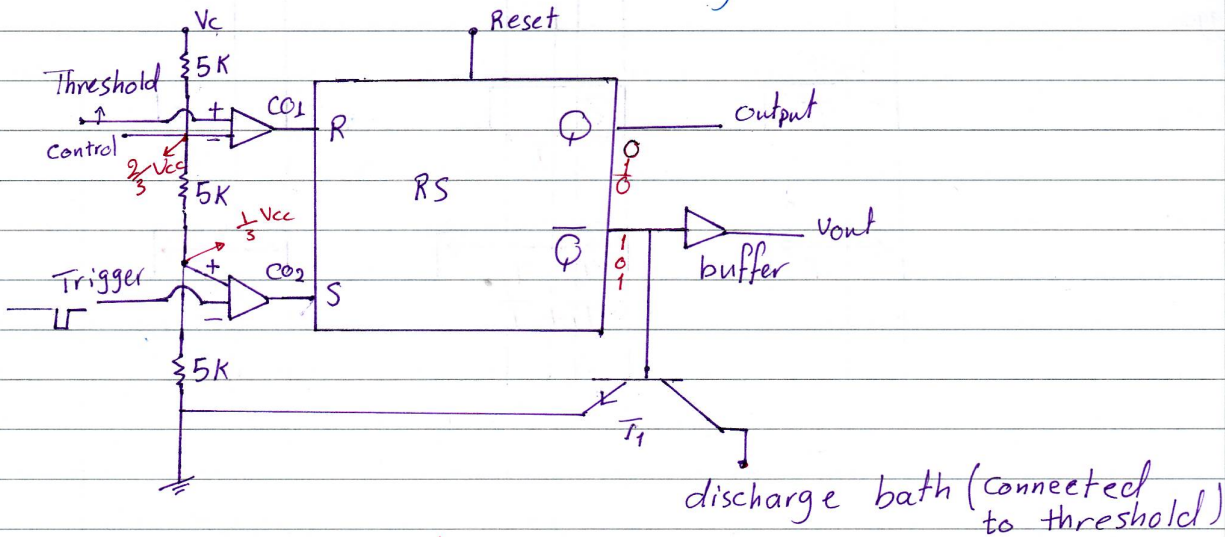 Vc
Reset
5K
Threshold
+
CO1
R
Q
output
Control
-
2/3 Vcc
0
1
0
5K
RS
1/3 Vcc
Q̅
1
0
1
Vout
buffer
Trigger
+
CO2
S
-
5K
T1
discharge bath (connected
to threshold)